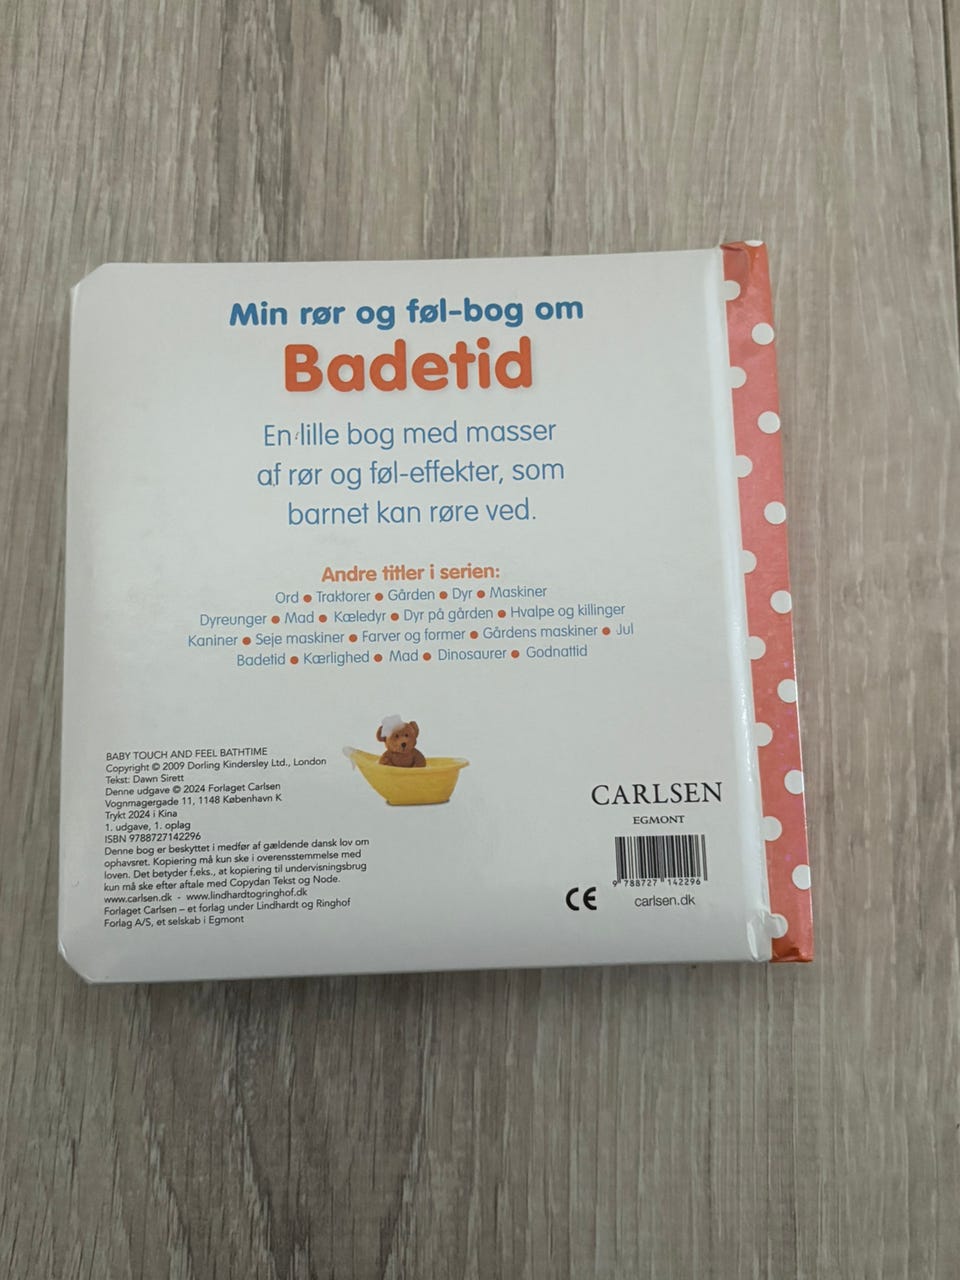 Min rør og føl-bog om
Badetid
En lille bog med masser
af rør og føl-effekter, som
barnet kan røre ved.
Andre titler i serien:
Ord • Traktorer • Gården • Dyr • Maskiner
Dyreunger • Mad • Kæledyr • Dyr på gården • Hvalpe og killinger
Kaniner • Seje maskiner • Farver og former • Gårdens maskiner • Jul
Badetid • Kærlighed • Mad • Dinosaurer • Godnattid
BABY TOUCH AND FEEL BATHTIME
Copyright © 2009 Dorling Kindersley Ltd., London
Tekst: Dawn Sirett
Denne udgave © 2024 Forlaget Carlsen
Vognmagergade 11, 1148 København K
Trykt 2024 i Kina
1. udgave, 1. oplag
ISBN 9788727142296
Denne bog er beskyttet i medfør af gældende dansk lov om
ophavsret. Kopiering må kun ske i overensstemmelse med
loven. Det betyder f.eks., at kopiering til undervisningsbrug
kun må ske efter aftale med Copydan Tekst og Node.
www.carlsen.dk - www.lindhardtogringhof.dk
Forlaget Carlsen – et forlag under Lindhardt og Ringhof
Forlag A/S, et selskab i Egmont
CARLSEN
EGMONT
9 788727 142296
CE
carlsen.dk